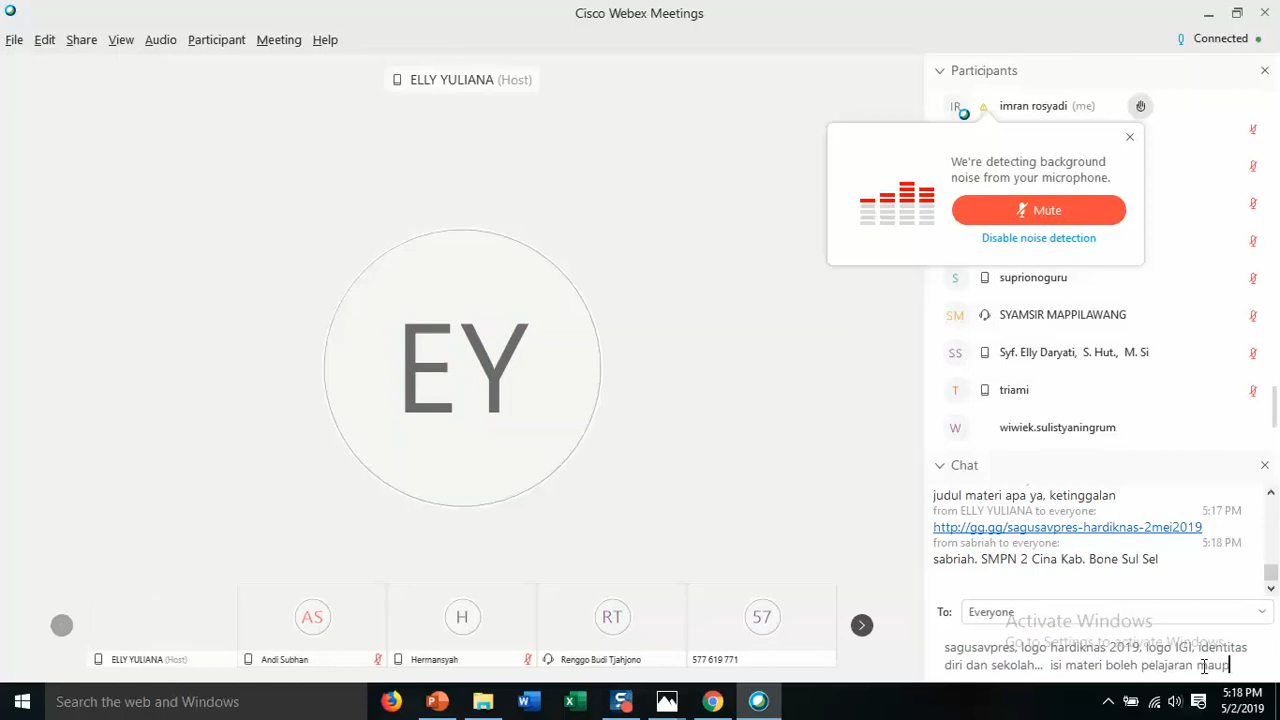 Cisco Webex Meetings
File Edit Share View Audio Participant Meeting Help
Connected
ELLY YULIANA (Host)
Participants
IR imran rosyadi (me)
We're detecting background
noise from your microphone.
Mute
Disable noise detection
S suprionoguru
SM SYAMSIR MAPPILAWANG
SS Syf. Elly Daryati, S. Hut., M. Si
T triami
W wiwiek.sulistyaningrum
EY
Chat
judul materi apa ya, ketinggalan
from ELLY YULIANA to everyone: 5:17 PM
http://gg.gg/sagusavpres-hardiknas-2mei2019
from sabriah to everyone: 5:18 PM
sabriah. SMPN 2 Cina Kab. Bone Sul Sel
To: Everyone
Activate Windows
Go to Settings to activate Windows.
sagusavpres, logo hardiknas 2019, logo IGI, identitas
diri dan sekolah... isi materi boleh pelajaran maup
AS H RT 57
ELLY YULIANA (Host) Andi Subhan Hermansyah Renggo Budi Tjahjono 577 619 771
Search the web and Windows
5:18 PM
5/2/2019